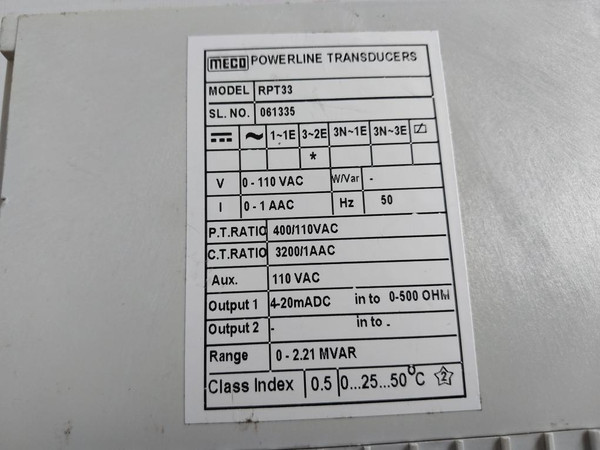 MECO POWERLINE TRANSDUCERS
MODEL RPT33
SL. NO. 061335
1~1E 3~2E 3N~1E 3N~3E
*
V 0 - 110 VAC W/Var -
I 0 - 1 AAC Hz 50
P.T.RATIO 400/110VAC
C.T.RATIO 3200/1AAC
Aux. 110 VAC
Output 1 4-20mADC in to 0-500 OHM
Output 2 - in to -
Range 0 - 2.21 MVAR
Class Index 0.5 0...25...50°C 2